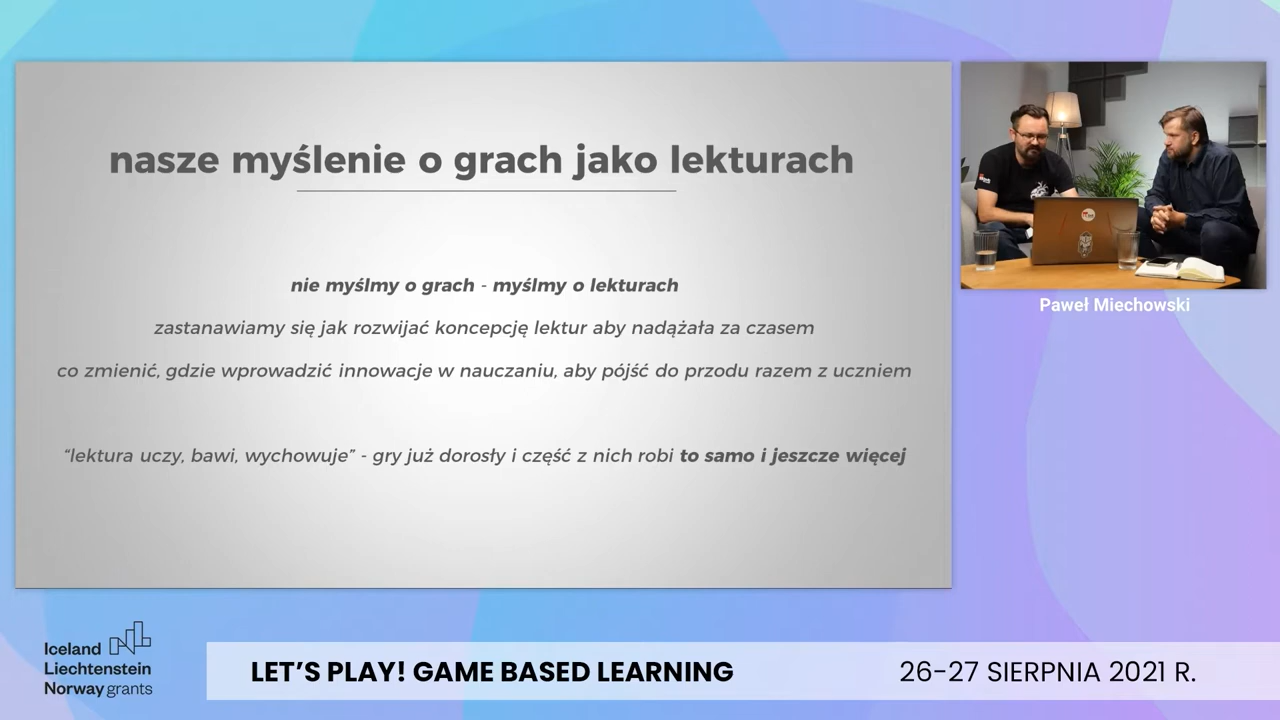 nasze myślenie o grach jako lekturach
nie myślmy o grach - myślmy o lekturach
zastanawiamy się jak rozwijać koncepcję lektur aby nadążała za czasem
co zmienić, gdzie wprowadzić innowacje w nauczaniu, aby pójść do przodu razem z uczniem
“lektura uczy, bawi, wychowuje” - gry już dorosły i część z nich robi to samo i jeszcze więcej
Paweł Miechowski
Iceland
Liechtenstein
Norway grants
LET’S PLAY! GAME BASED LEARNING
26-27 SIERPNIA 2021 R.